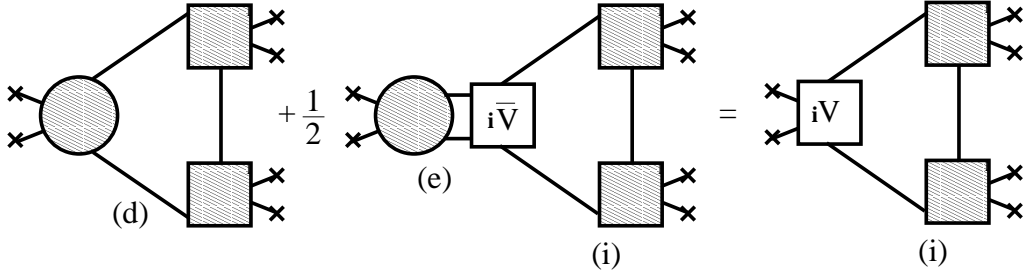 + 1/2 iV̅ = iV
(d) (e) (i) (i)